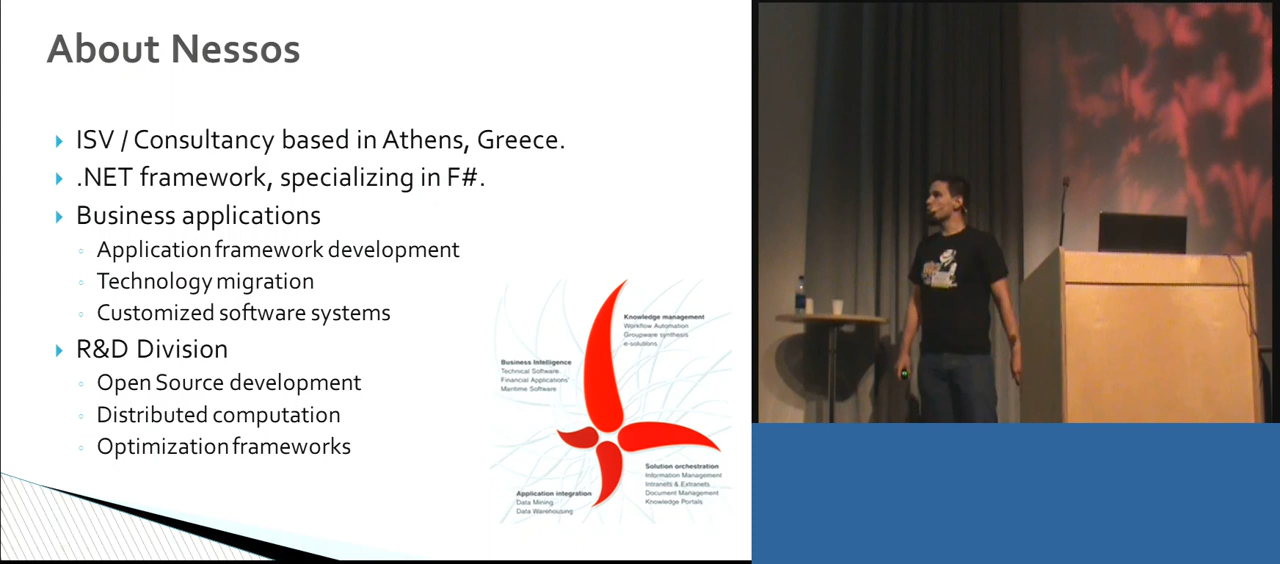 About Nessos
ISV / Consultancy based in Athens, Greece.
.NET framework, specializing in F#.
Business applications
Application framework development
Technology migration
Customized software systems
R&D Division
Open Source development
Distributed computation
Optimization frameworks
Knowledge management
Workflow Automation
Groupware synthesis
e-solutions
Business Intelligence
Technical Software
Financial Applications'
Maritime Software
Solution orchestration
Information Management
Intranets & Extranets
Document Management
Knowledge Portals
Application integration
Data Mining
Data Warehousing